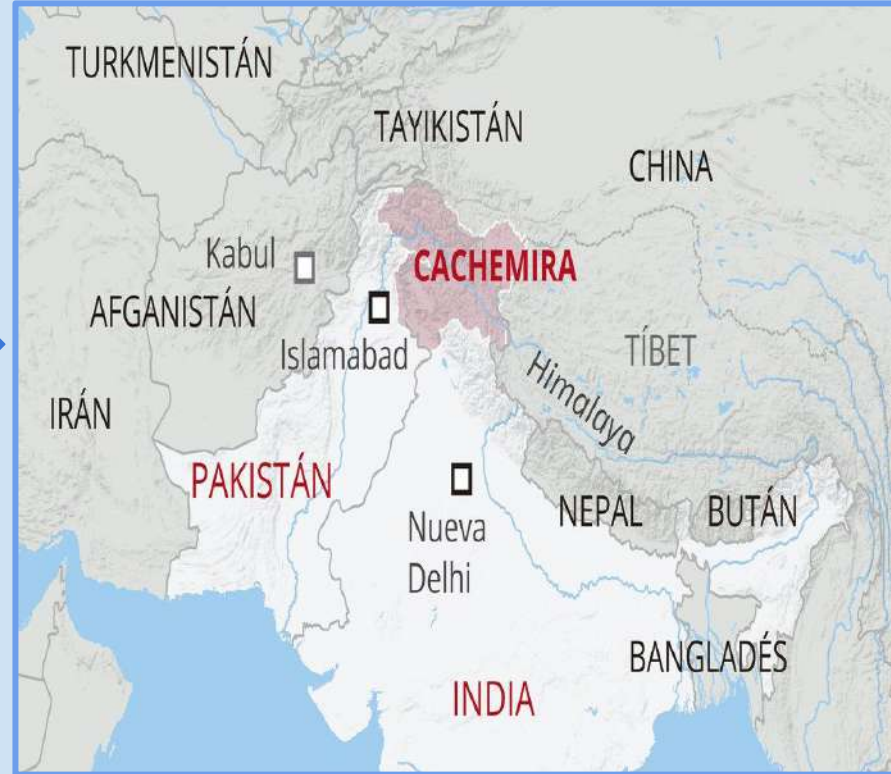 TURKMENISTÁN
TAYIKISTÁN
CHINA
Kabul
CACHEMIRA
AFGANISTÁN
Islamabad
TÍBET
Himalaya
IRÁN
PAKISTÁN
Nueva
Delhi
NEPAL
BUTÁN
BANGLADÉS
INDIA